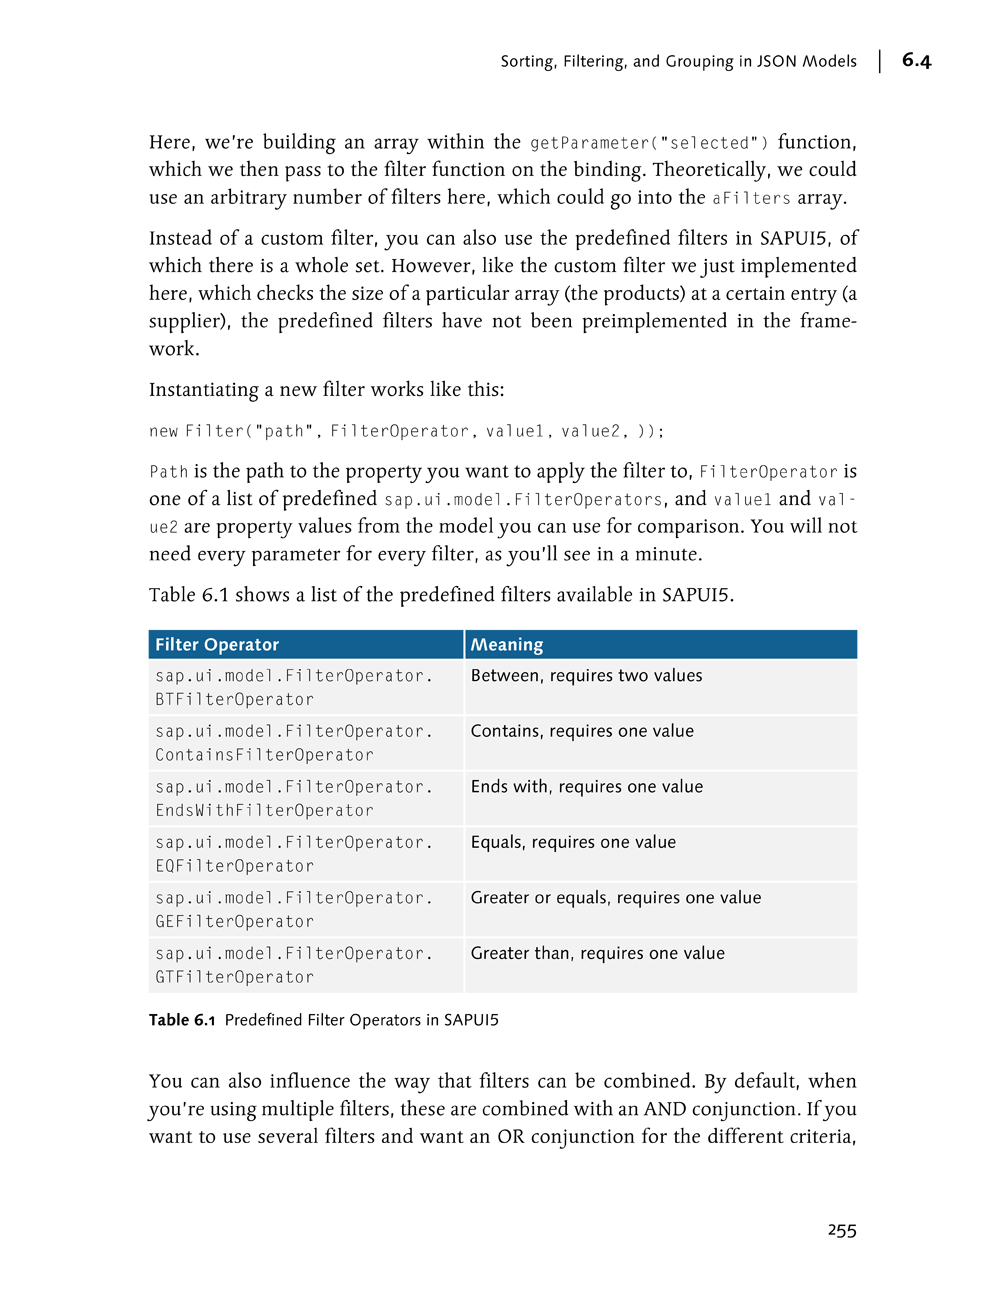 Sorting, Filtering, and Grouping in JSON Models | 6.4
Here, we're building an array within the getParameter("selected") function,
which we then pass to the filter function on the binding. Theoretically, we could
use an arbitrary number of filters here, which could go into the aFilters array.
Instead of a custom filter, you can also use the predefined filters in SAPUI5, of
which there is a whole set. However, like the custom filter we just implemented
here, which checks the size of a particular array (the products) at a certain entry (a
supplier), the predefined filters have not been preimplemented in the frame-
work.
Instantiating a new filter works like this:
new Filter("path", FilterOperator, value1, value2, ));
Path is the path to the property you want to apply the filter to, FilterOperator is
one of a list of predefined sap.ui.model.FilterOperators, and value1 and val-
ue2 are property values from the model you can use for comparison. You will not
need every parameter for every filter, as you'll see in a minute.
Table 6.1 shows a list of the predefined filters available in SAPUI5.
Filter Operator Meaning
sap.ui.model.FilterOperator. Between, requires two values
BTFilterOperator
sap.ui.model.FilterOperator. Contains, requires one value
ContainsFilterOperator
sap.ui.model.FilterOperator. Ends with, requires one value
EndsWithFilterOperator
sap.ui.model.FilterOperator. Equals, requires one value
EQFilterOperator
sap.ui.model.FilterOperator. Greater or equals, requires one value
GEFilterOperator
sap.ui.model.FilterOperator. Greater than, requires one value
GTFilterOperator
Table 6.1 Predefined Filter Operators in SAPUI5
You can also influence the way that filters can be combined. By default, when
you're using multiple filters, these are combined with an AND conjunction. If you
want to use several filters and want an OR conjunction for the different criteria,
255